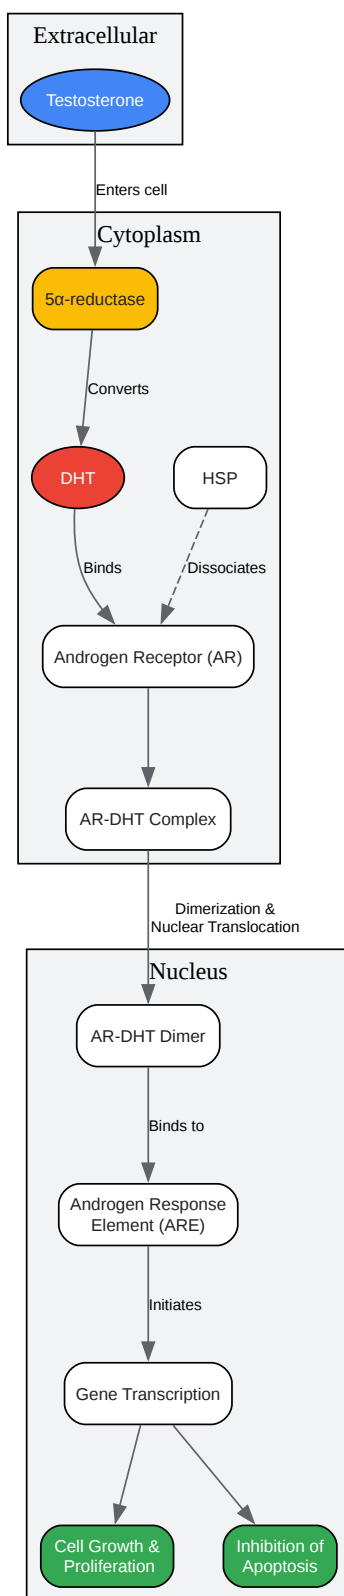 Extracellular
Testosterone
Enters cell
Cytoplasm
5α-reductase
Converts
DHT
HSP
Binds
Dissociates
Androgen Receptor (AR)
AR-DHT Complex
Dimerization &
Nuclear Translocation
Nucleus
AR-DHT Dimer
Binds to
Androgen Response
Element (ARE)
Initiates
Gene Transcription
Cell Growth &
Proliferation
Inhibition of
Apoptosis